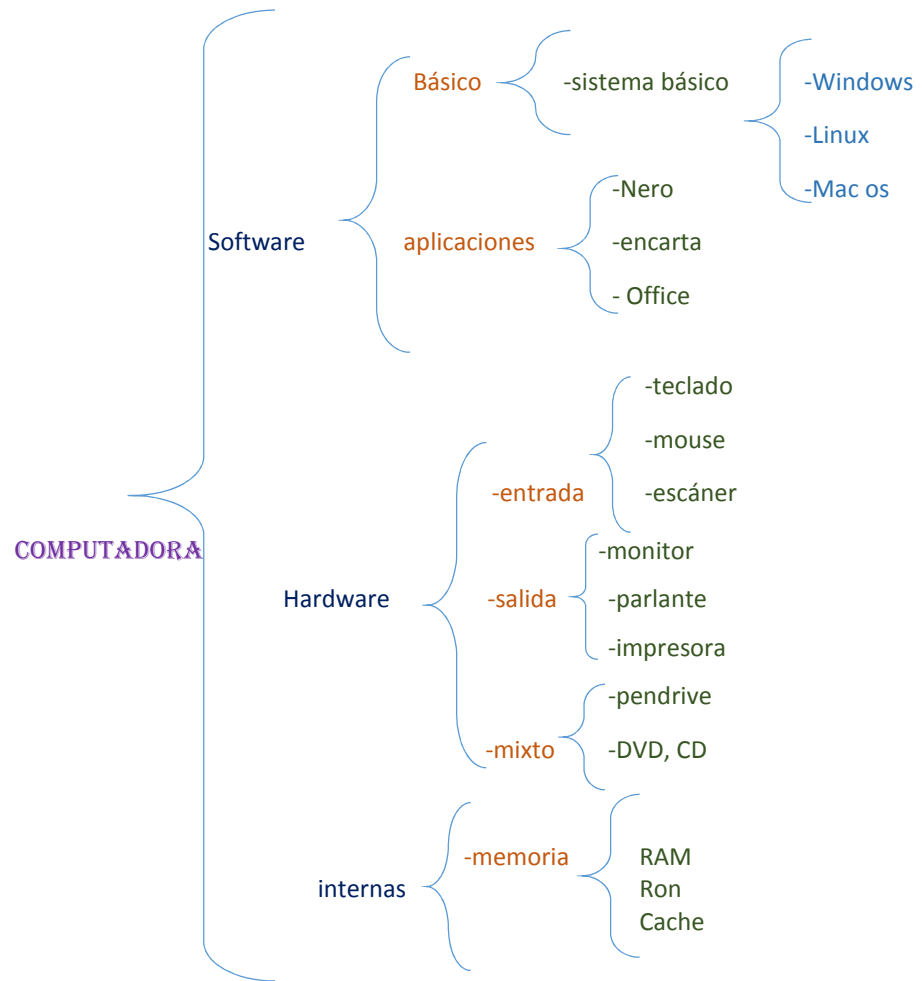 Básico
-sistema básico
-Windows
-Linux
-Mac os
Software
aplicaciones
-Nero
-encarta
- Office
COMPUTADORA
Hardware
-entrada
-teclado
-mouse
-escáner
-salida
-monitor
-parlante
-impresora
-mixto
-pendrive
-DVD, CD
internas
-memoria
RAM
Ron
Cache